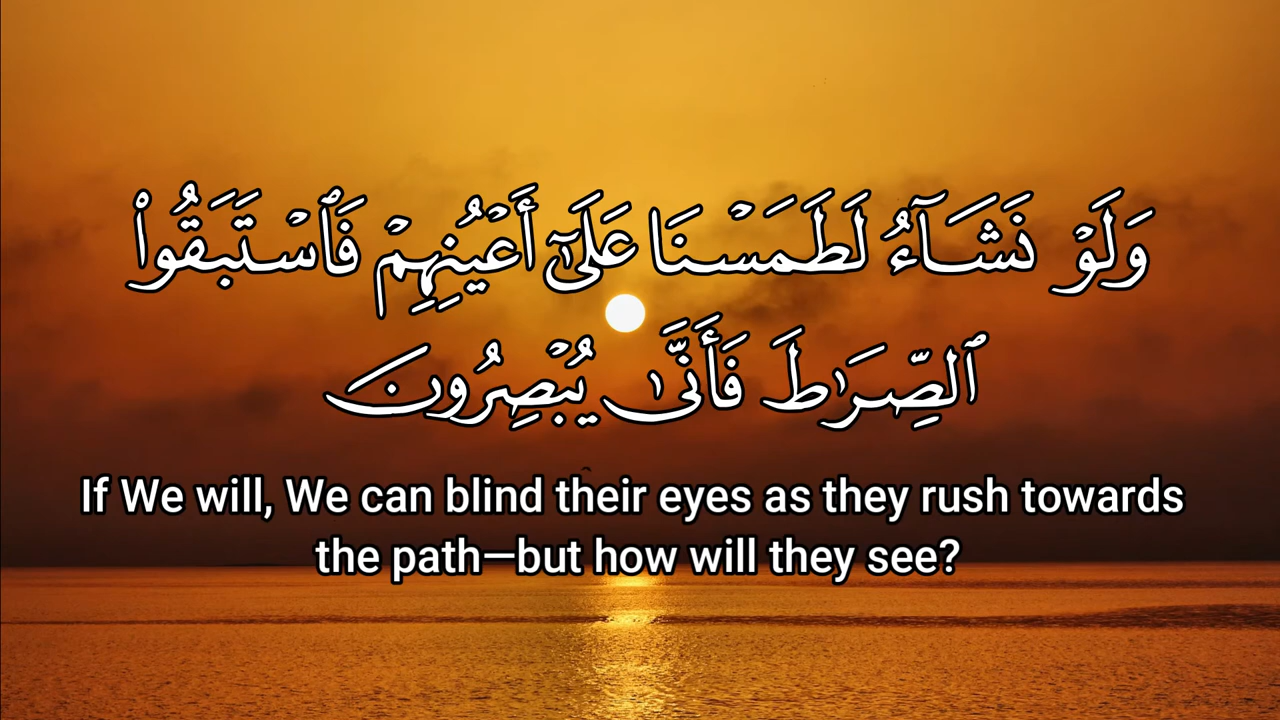 وَلَوْ نَشَآءُ لَطَمَسْنَا عَلَىٰٓ أَعْيُنِهِمْ فَٱسْتَبَقُوا۟
ٱلصِّرَٰطَ فَأَنَّىٰ يُبْصِرُونَ
If We will, We can blind their eyes as they rush towards
the path—but how will they see?